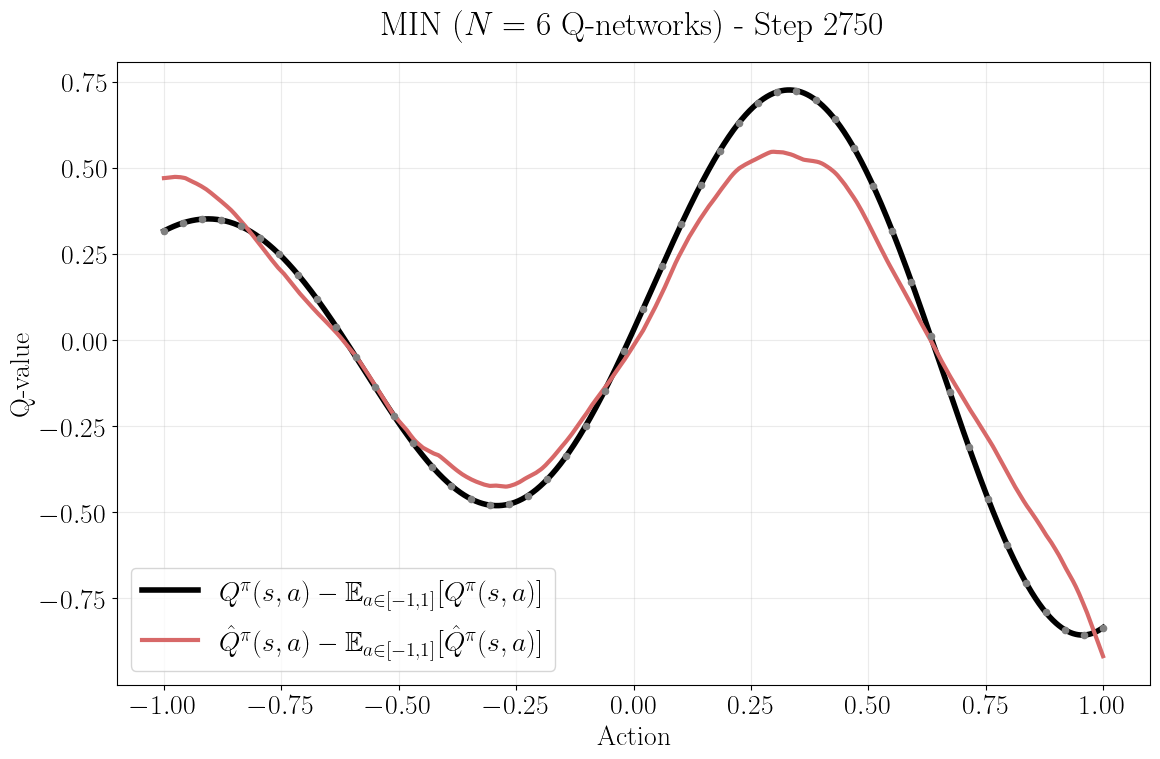 MIN (N = 6 Q-networks) - Step 2750
0.75
0.50
0.25
0.00
−0.25
−0.50
−0.75
Q-value
Q^π(s, a) − 𝔼_{a∈[−1,1]}[Q^π(s, a)]
Q̂^π(s, a) − 𝔼_{a∈[−1,1]}[Q̂^π(s, a)]
−1.00 −0.75 −0.50 −0.25 0.00 0.25 0.50 0.75 1.00
Action